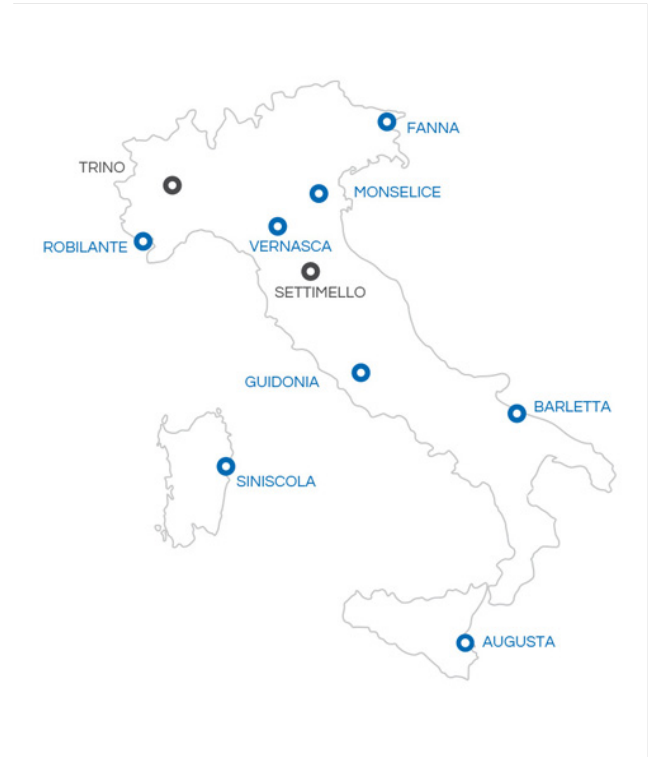 FANNA
TRINO
MONSELICE
ROBILANTE
VERNASCA
SETTIMELLO
GUIDONIA
BARLETTA
SINISCOLA
AUGUSTA